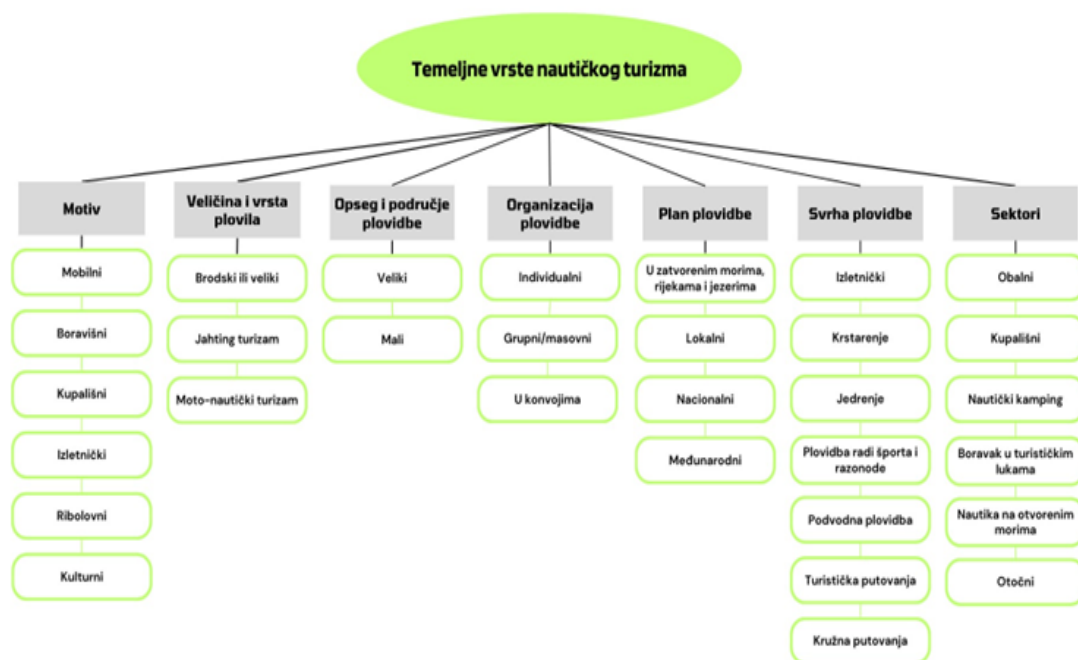 Temeljne vrste nautičkog turizma
Motiv
Mobilni
Boravišni
Kupališni
Izletnički
Ribolovni
Kulturni
Veličina i vrsta
plovila
Brodski ili veliki
Jahting turizam
Moto-nautički turizam
Opseg i područje
plovidbe
Veliki
Mali
Organizacija
plovidbe
Individualni
Grupni/masovni
U konvojima
Plan plovidbe
U zatvorenim morima,
rijekama i jezerima
Lokalni
Nacionalni
Međunarodni
Svrha plovidbe
Izletnički
Krstarenje
Jedrenje
Plovidba radi športa i
razonode
Podvodna plovidba
Turistička putovanja
Kružna putovanja
Sektori
Obalni
Kupališni
Nautički kamping
Boravak u turističkim
lukama
Nautika na otvorenim
morima
Otočni